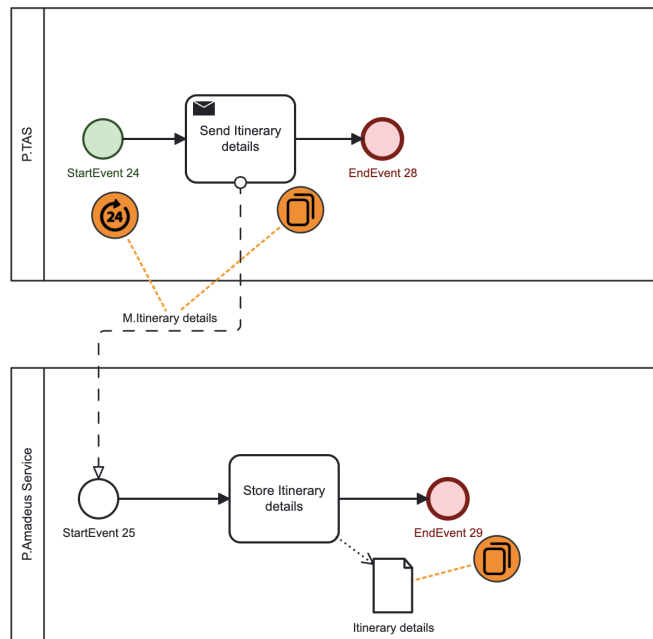 P.TAS
Send Itinerary
details
StartEvent 24
EndEvent 28
24
M.Itinerary details
P.Amadeus Service
Store Itinerary
details
StartEvent 25
EndEvent 29
Itinerary details